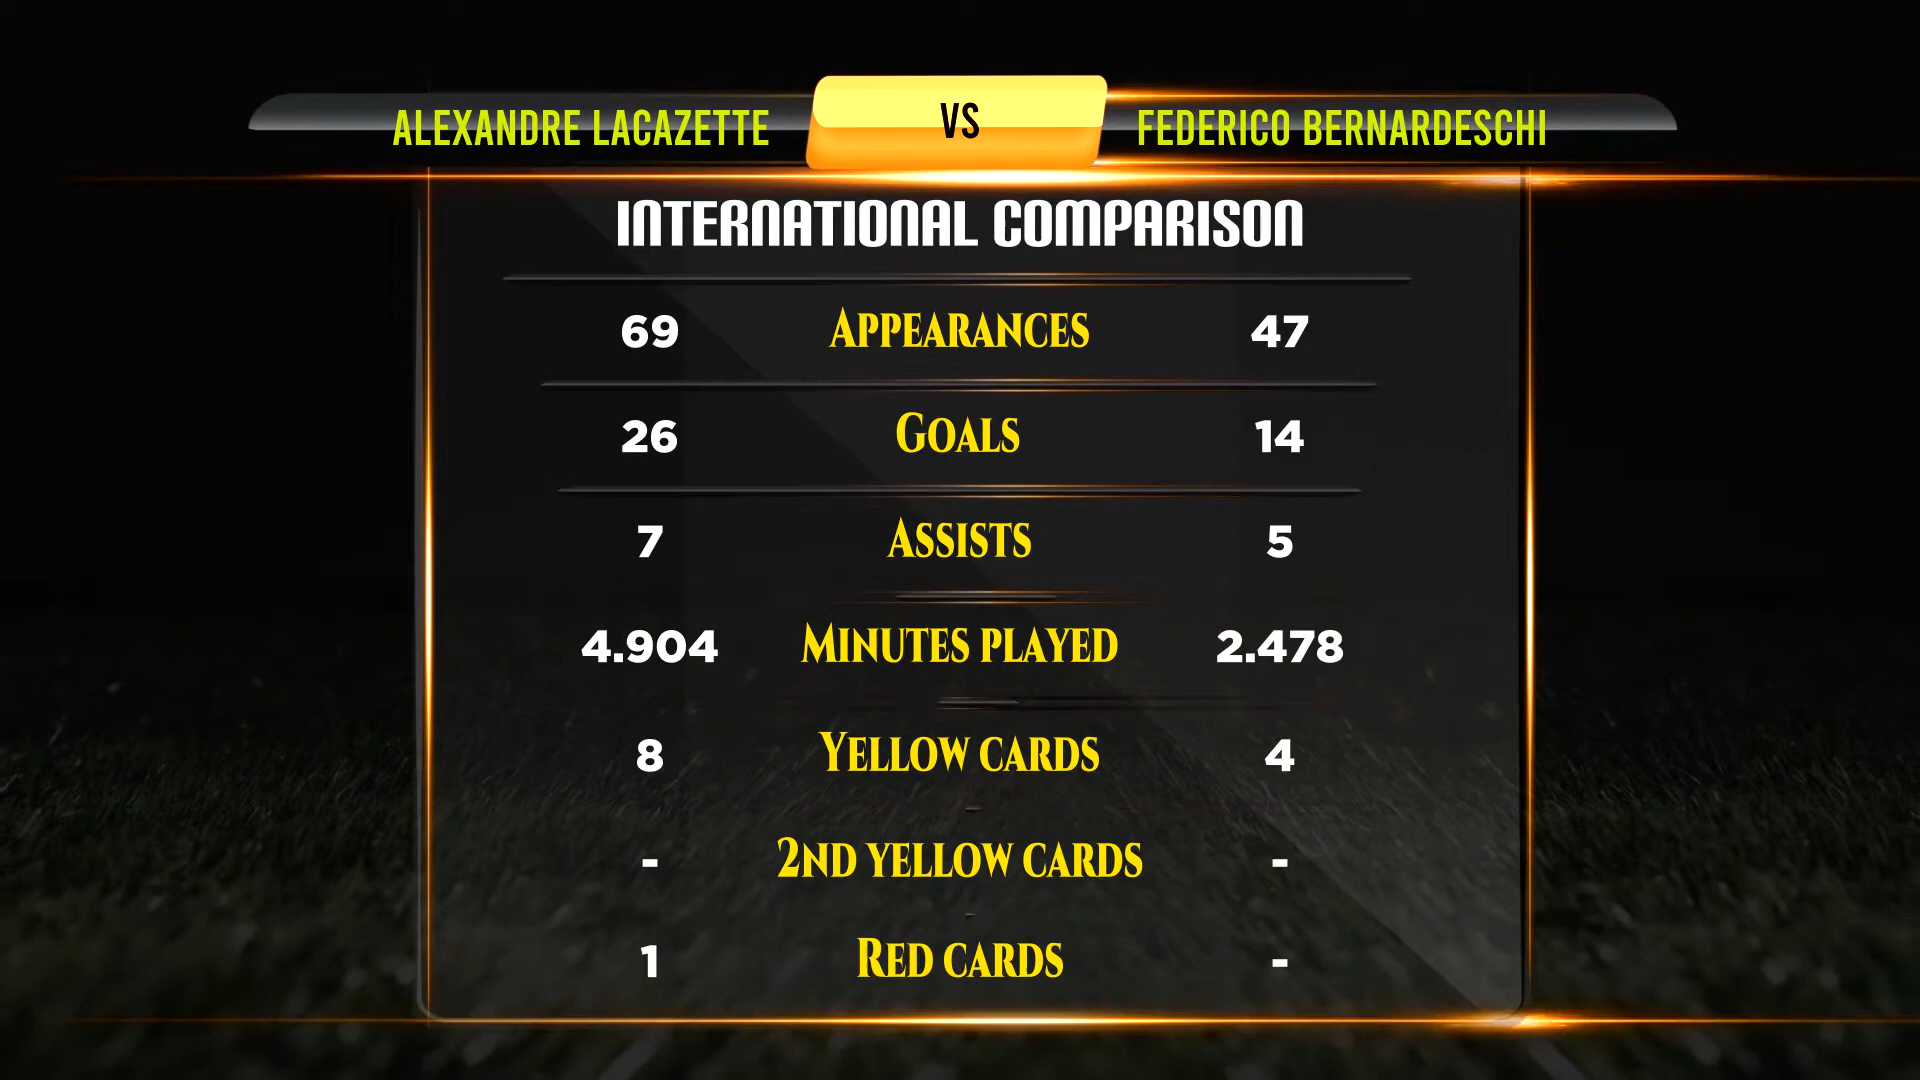 ALEXANDRE LACAZETTE VS FEDERICO BERNARDESCHI
INTERNATIONAL COMPARISON
69 APPEARANCES 47
26 GOALS 14
7 ASSISTS 5
4.904 MINUTES PLAYED 2.478
8 YELLOW CARDS 4
- 2ND YELLOW CARDS -
1 RED CARDS -